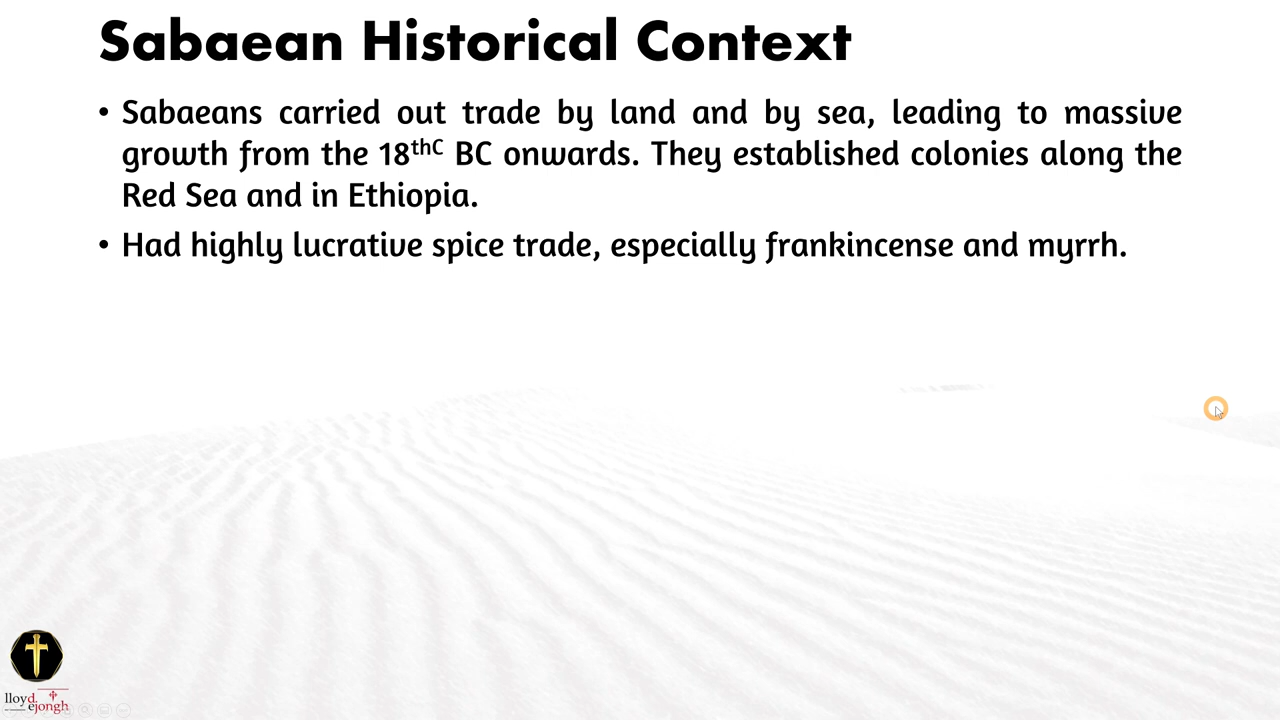 Sabaean Historical Context
• Sabaeans carried out trade by land and by sea, leading to massive
growth from the 18thC BC onwards. They established colonies along the
Red Sea and in Ethiopia.
• Had highly lucrative spice trade, especially frankincense and myrrh.
lloyd
ejongh